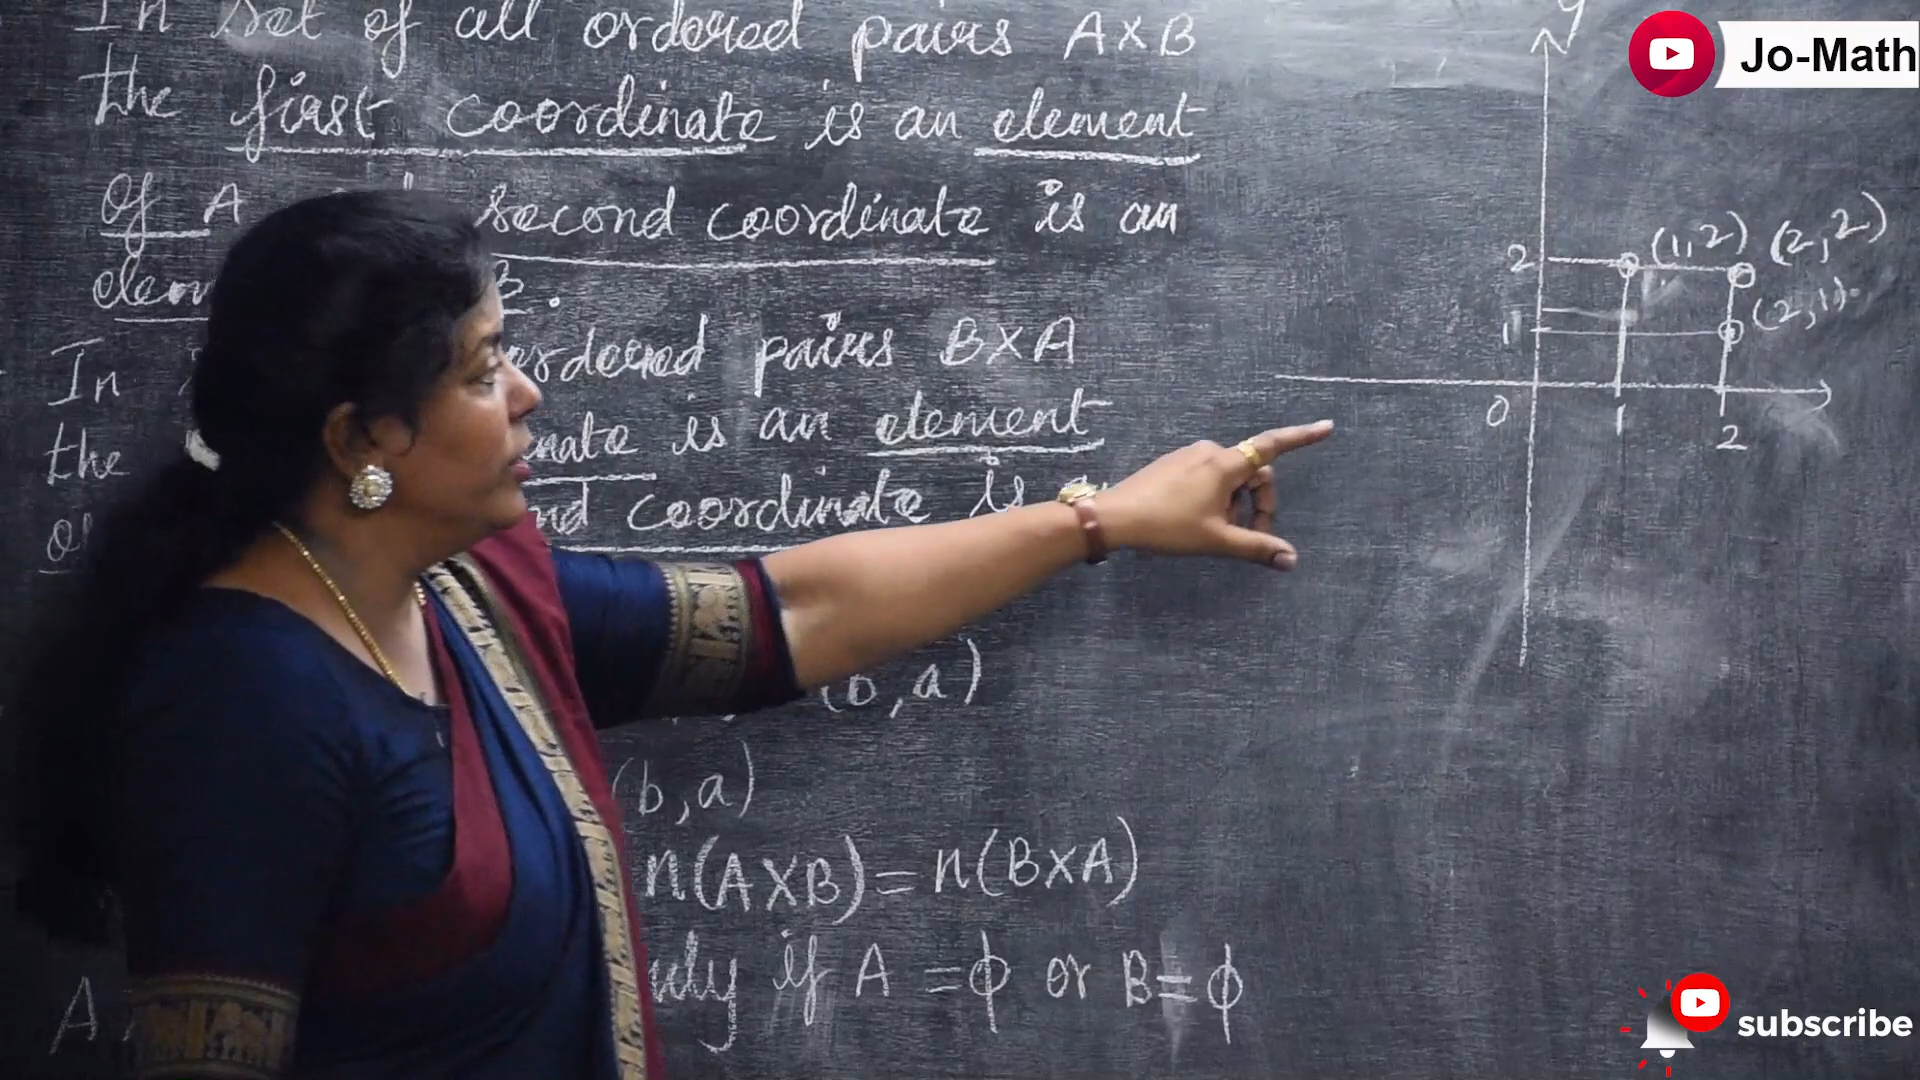 In set of all ordered pairs A×B
the first coordinate is an element
of A second coordinate is an
B.
In ordered pairs B×A
the is an element
coordinate is
(b,a)
(b,a)
n(A×B)=n(B×A)
if A =ϕ or B=ϕ
A
y
2
1
0
1
2
(1,2)
(2,2)
(2,1)
Jo-Math
subscribe